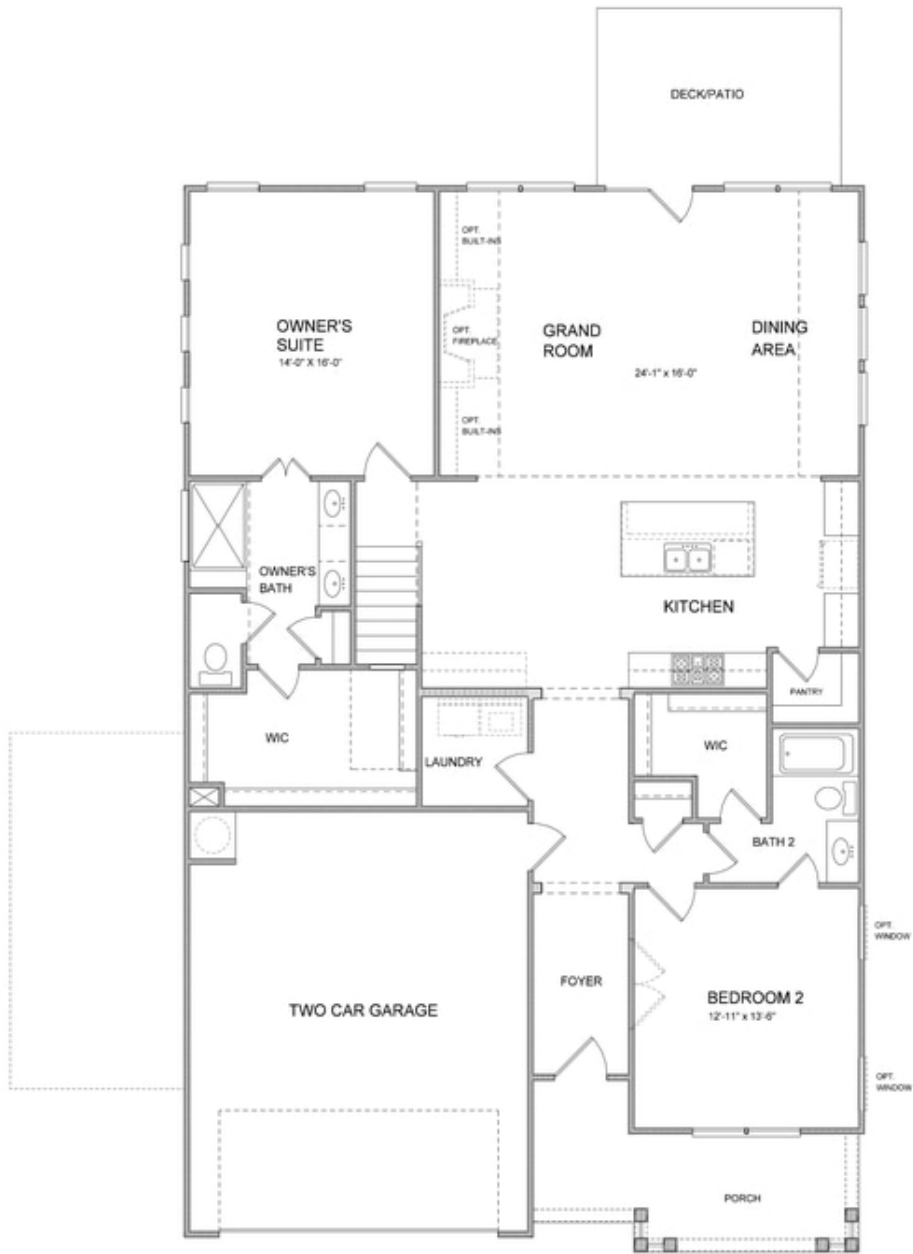 DECK/PATIO
OPT.
BUILT-INS
OWNER'S
SUITE
14'-0" X 16'-0"
OPT.
FIREPLACE
GRAND
ROOM
DINING
AREA
24'-1" x 16'-0"
OPT.
BUILT-INS
OWNER'S
BATH
KITCHEN
PANTRY
WIC
LAUNDRY
WIC
BATH 2
OPT.
WINDOW
FOYER
BEDROOM 2
12'-11" x 13'-6"
TWO CAR GARAGE
OPT.
WINDOW
PORCH